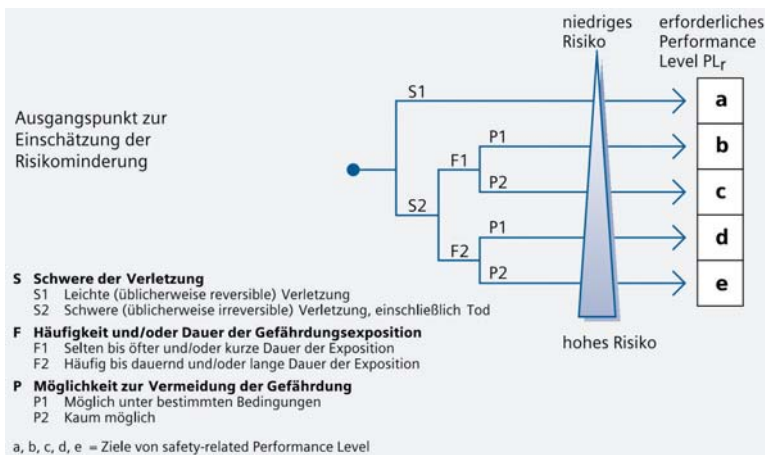 niedriges
Risiko
erforderliches
Performance
Level PLr
Ausgangspunkt zur
Einschätzung der
Risikominderung
S1
a
P1
b
F1
P2
c
S2
P1
d
F2
P2
e
hohes Risiko
S Schwere der Verletzung
S1 Leichte (üblicherweise reversible) Verletzung
S2 Schwere (üblicherweise irreversible) Verletzung, einschließlich Tod
F Häufigkeit und/oder Dauer der Gefährdungsexposition
F1 Selten bis öfter und/oder kurze Dauer der Exposition
F2 Häufig bis dauernd und/oder lange Dauer der Exposition
P Möglichkeit zur Vermeidung der Gefährdung
P1 Möglich unter bestimmten Bedingungen
P2 Kaum möglich
a, b, c, d, e = Ziele von safety-related Performance Level